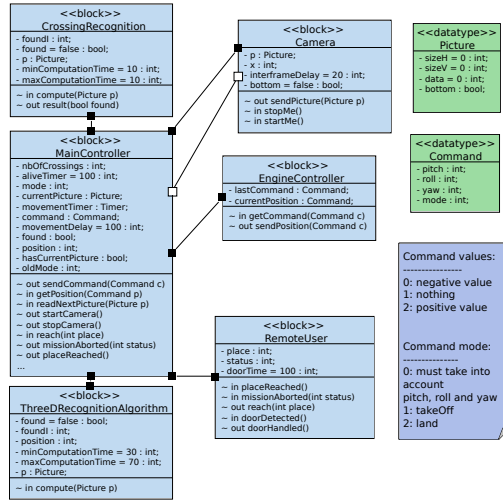 <<block>>
CrossingRecognition
- foundI : int;
- found = false : bool;
- p : Picture;
- minComputationTime = 10 : int;
- maxComputationTime = 10 : int;
~ in compute(Picture p)
~ out result(bool found)
<<block>>
Camera
- p : Picture;
- x : int;
- interframeDelay = 20 : int;
- bottom = false : bool;
~ out sendPicture(Picture p)
~ in stopMe()
~ in startMe()
<<datatype>>
Picture
- sizeH = 0 : int;
- sizeV = 0 : int;
- data = 0 : int;
- bottom : bool;
<<block>>
MainController
- nbOfCrossings : int;
- aliveTimer = 100 : int;
- mode : int;
- currentPicture : Picture;
- movementTimer : Timer;
- command : Command;
- movementDelay = 100 : int;
- found : bool;
- position : int;
- hasCurrentPicture : bool;
- oldMode : int;
~ out sendCommand(Command c)
~ in getPosition(Command p)
~ in readNextPicture(Picture p)
~ out startCamera()
~ out stopCamera()
~ in reach(int place)
~ out missionAborted(int status)
~ out placeReached()
...
<<block>>
EngineController
- lastCommand : Command;
- currentPosition : Command;
~ in getCommand(Command c)
~ out sendPosition(Command c)
<<datatype>>
Command
- pitch : int;
- roll : int;
- yaw : int;
- mode : int;
Command values:
----------------
0: negative value
1: nothing
2: positive value
Command mode:
----------------
0: must take into
account
pitch, roll and yaw
1: takeOff
2: land
<<block>>
RemoteUser
- place : int;
- status : int;
- doorTime = 100 : int;
~ in placeReached()
~ in missionAborted(int status)
~ out reach(int place)
~ in doorDetected()
~ out doorHandled()
<<block>>
ThreeDRecognitionAlgorithm
- found = false : bool;
- foundI : int;
- position : int;
- minComputationTime = 30 : int;
- maxComputationTime = 70 : int;
- p : Picture;
~ in compute(Picture p)